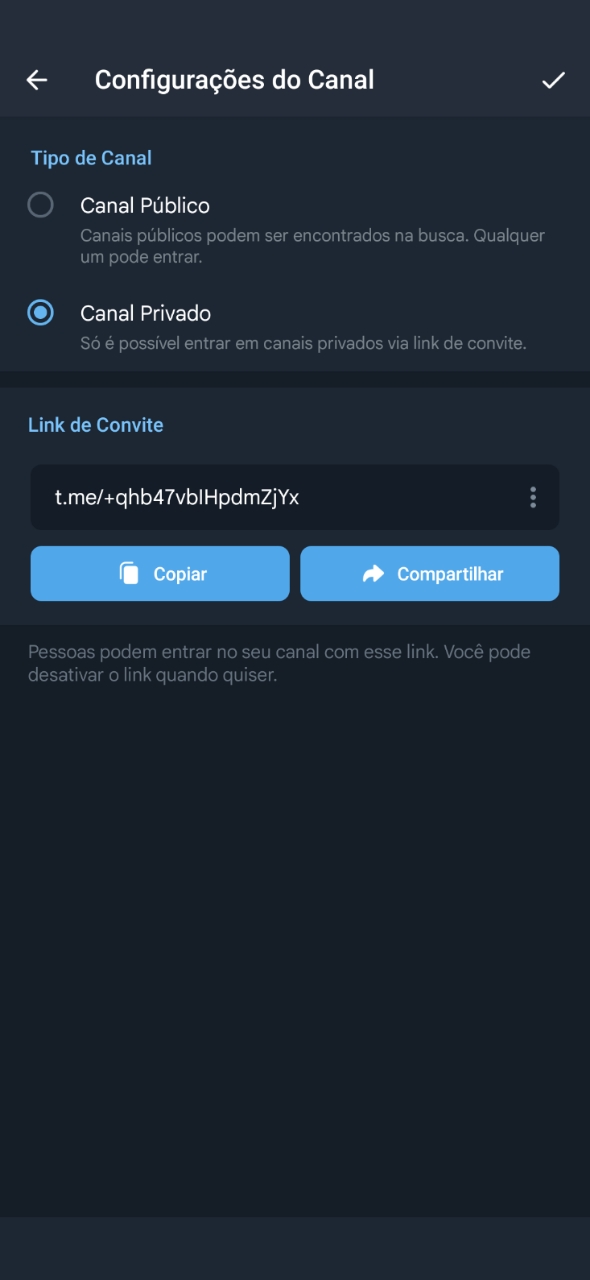 Configurações do Canal
Tipo de Canal
Canal Público
Canais públicos podem ser encontrados na busca. Qualquer
um pode entrar.
Canal Privado
Só é possível entrar em canais privados via link de convite.
Link de Convite
t.me/+qhb47vbIHpdmZjYx
Copiar
Compartilhar
Pessoas podem entrar no seu canal com esse link. Você pode
desativar o link quando quiser.